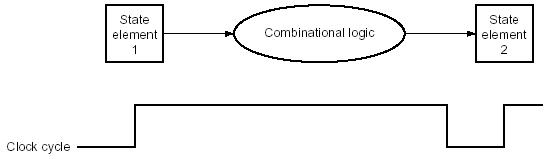 State
element
1
Combinational logic
State
element
2
Clock cycle